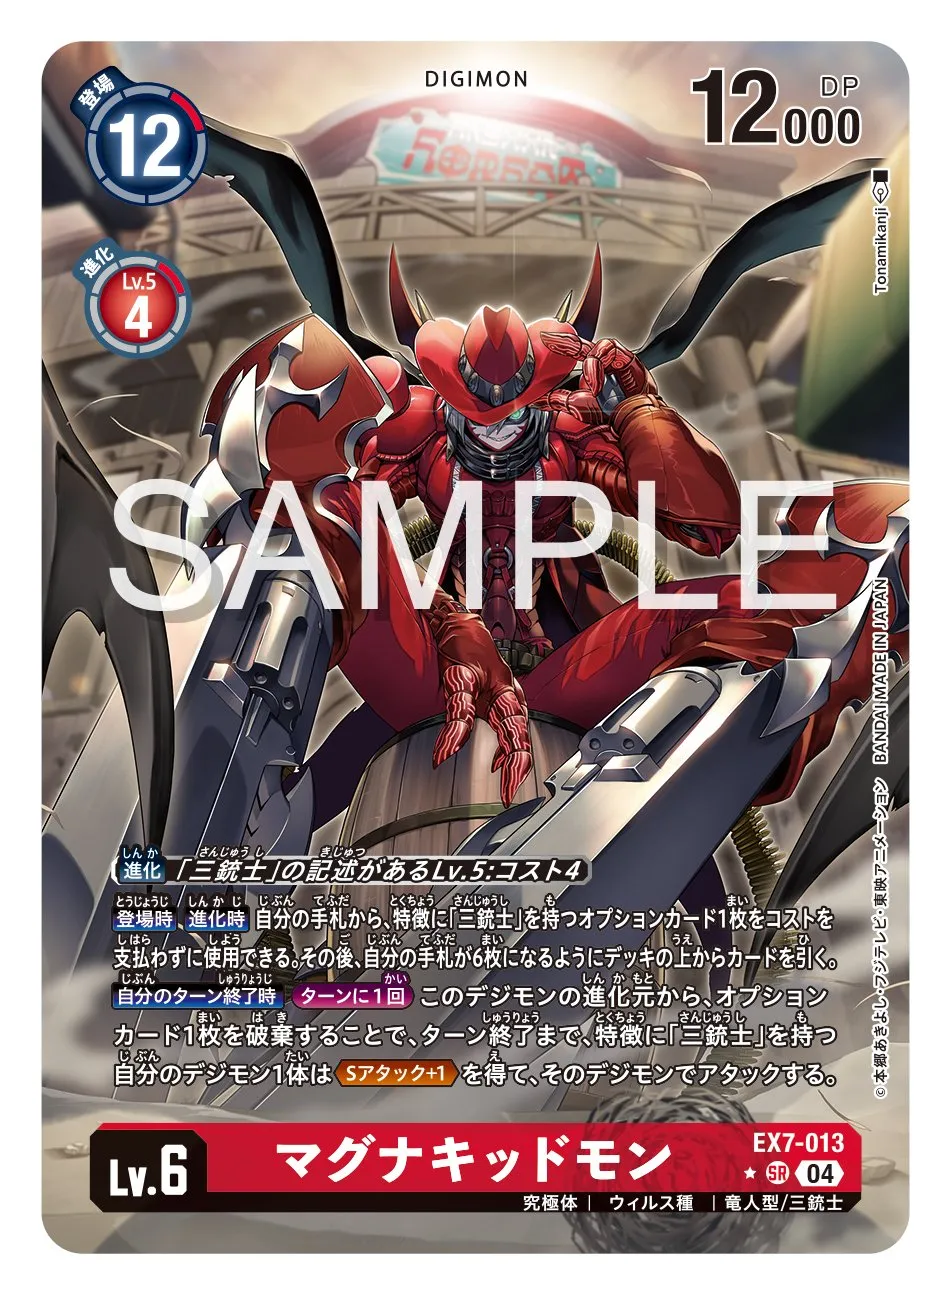 DIGIMON
登場
12
12000
DP
進化
Lv.5
4
Tonamikanji
SAMPLE
BANDAI MADE IN JAPAN
©本郷あきよし・フジテレビ・東映アニメーション
進化 「三銃士」の記述があるLv.5:コスト4
登場時 進化時 自分の手札から、特徴に「三銃士」を持つオプションカード1枚をコストを
支払わずに使用できる。その後、自分の手札が6枚になるようにデッキの上からカードを引く。
自分のターン終了時 ターンに1回 このデジモンの進化元から、オプション
カード1枚を破棄することで、ターン終了まで、特徴に「三銃士」を持つ
自分のデジモン1体は Sアタック+1 を得て、そのデジモンでアタックする。
Lv.6
マグナキッドモン
EX7-013
SR 04
究極体 | ウィルス種 | 竜人型/三銃士